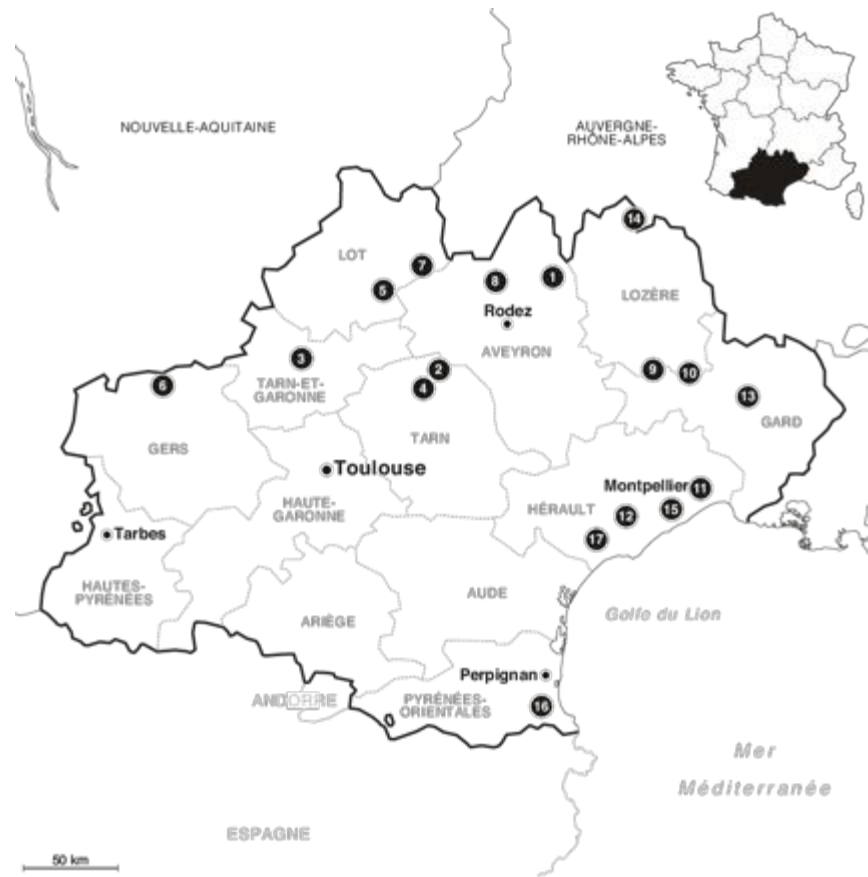 NOUVELLE-AQUITAINE
AUVERGNE-
RHÔNE-ALPES
14
LOT
7
5
8
1
LOZÈRE
Rodez
AVEYRON
3
TARN-ET-
GARONNE
2
4
9
10
6
13
GARD
GERS
TARN
Toulouse
HAUTE-
GARONNE
Montpellier
11
HÉRAULT
12
15
17
Tarbes
HAUTES-
PYRÉNÉES
AUDE
ARIÈGE
Golfe du Lion
Perpignan
ANDORRE
PYRÉNÉES-
ORIENTALES
16
Mer
Méditerranée
ESPAGNE
50 km